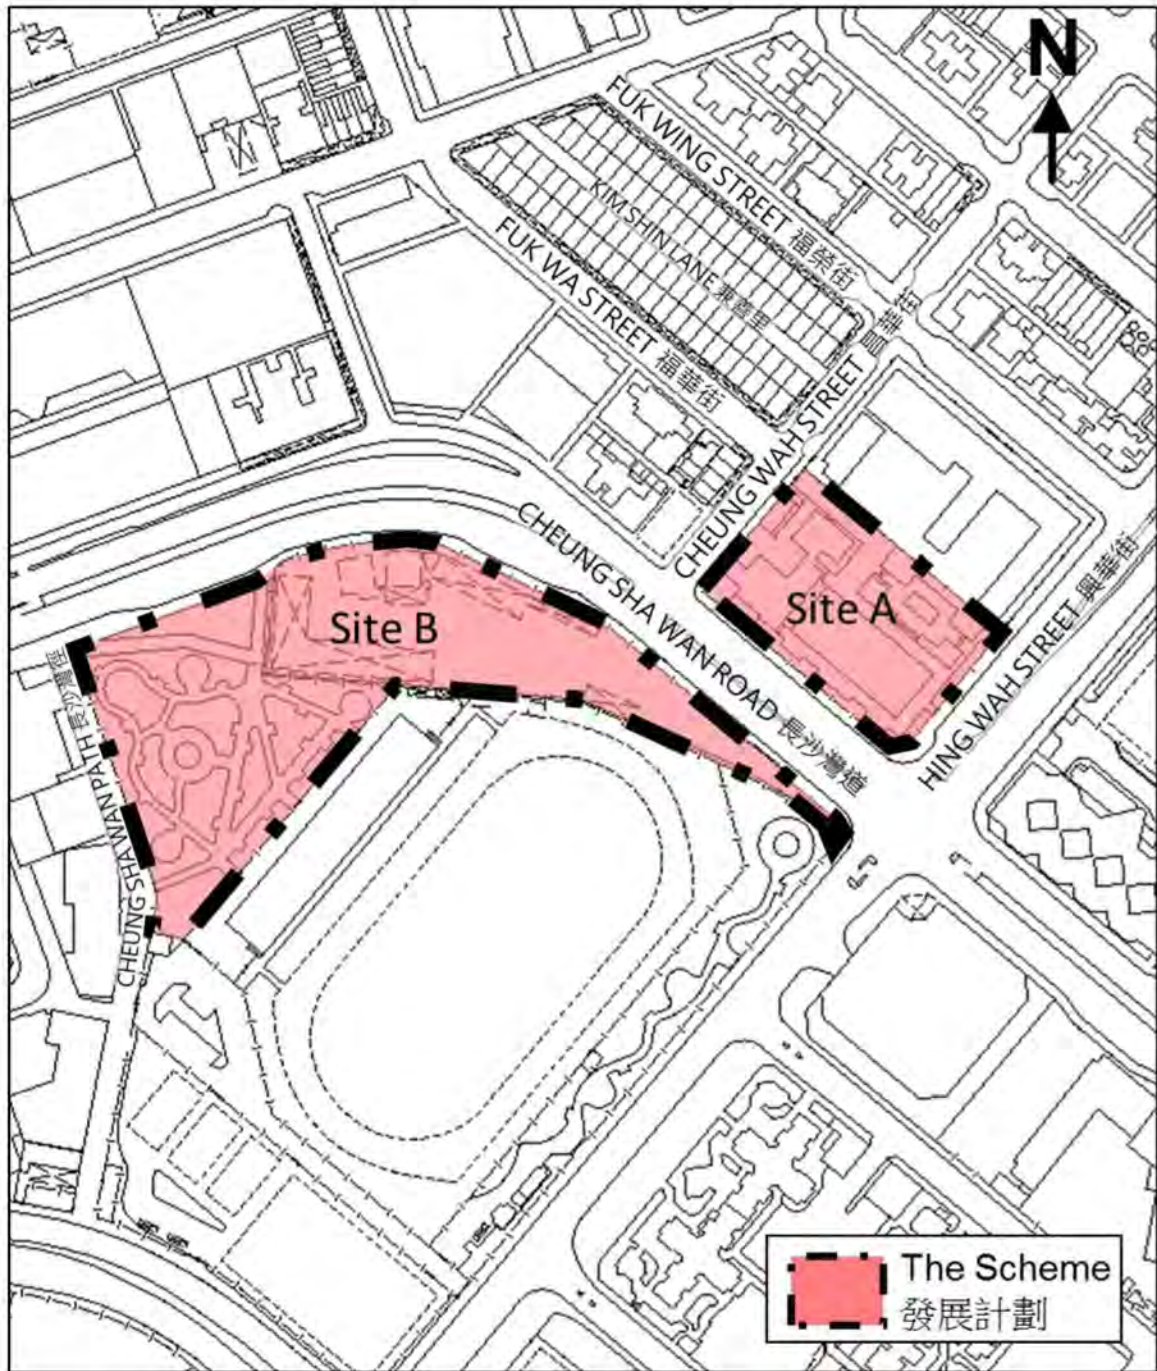 N
FUK WING STREET 福榮街
KIM SHIN LANE 兼善里
FUK WA STREET 福華街
CHEUNG WAH STREET 昌華街
CHEUNG SHA WAN ROAD 長沙灣道
Site A
Site B
HING WAH STREET 興華街
CHEUNG SHA WAN PATH 長沙灣徑
The Scheme
發展計劃